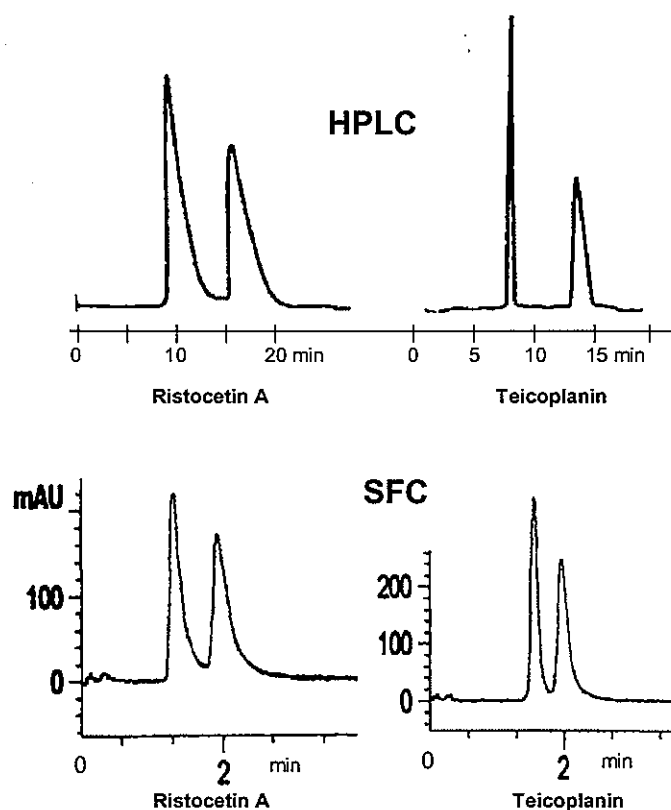 HPLC
0 10 20 min
0 5 10 15 min
Ristocetin A
Teicoplanin
SFC
mAU
100
0
0 2 min
Ristocetin A
200
100
0
0 2 min
Teicoplanin